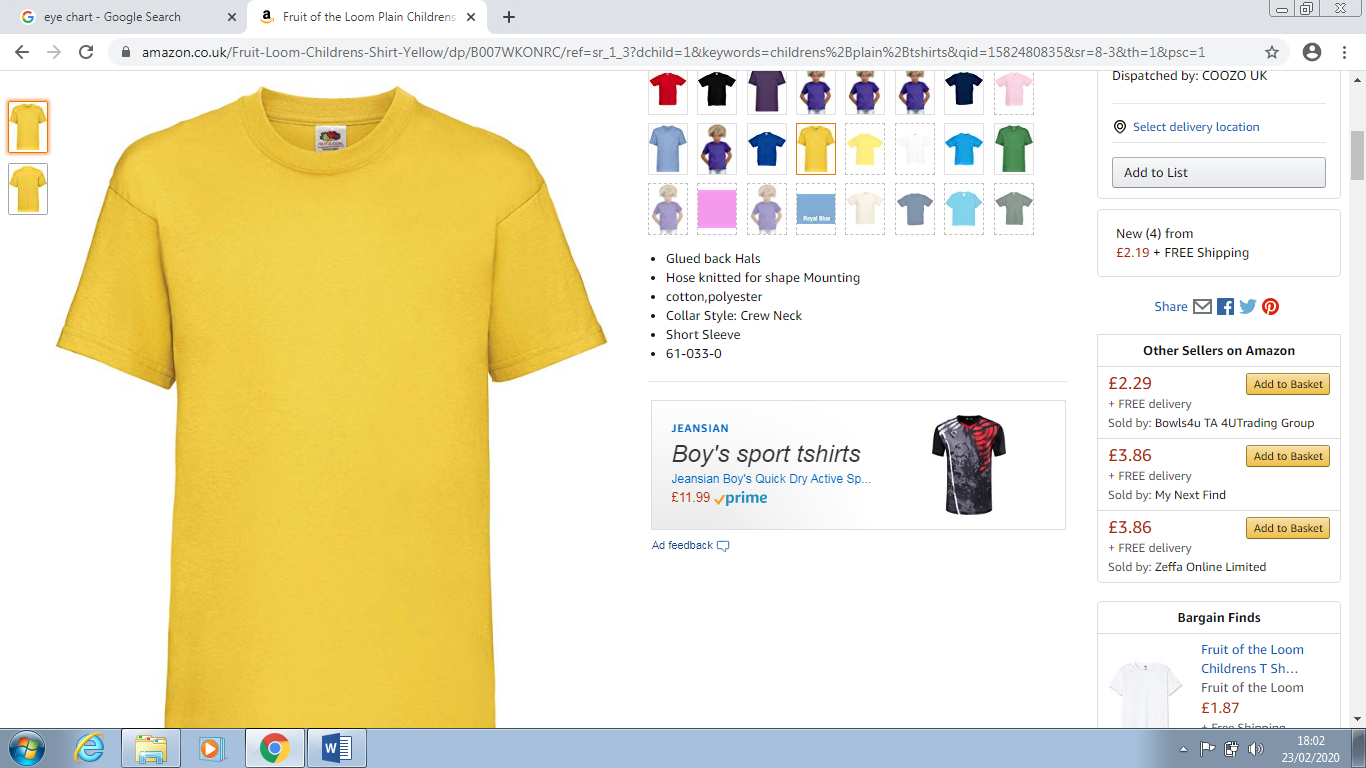 eye chart - Google Search
Fruit of the Loom Plain Childrens
amazon.co.uk/Fruit-Loom-Childrens-Shirt-Yellow/dp/B007WKONRC/ref=sr_1_3?dchild=1&keywords=childrens%2Bplain%2Btshirts&qid=1582480835&sr=8-3&th=1&psc=1
Royal Blue
Glued back Hals
Hose knitted for shape Mounting
cotton,polyester
Collar Style: Crew Neck
Short Sleeve
61-033-0
JEANSIAN
Boy's sport tshirts
Jeansian Boy's Quick Dry Active Sp...
£11.99 prime
Ad feedback
Dispatched by: COOZO UK
Select delivery location
Add to List
New (4) from
£2.19 + FREE Shipping
Share
Other Sellers on Amazon
£2.29
Add to Basket
+ FREE delivery
Sold by: Bowls4u TA 4UTrading Group
£3.86
Add to Basket
+ FREE delivery
Sold by: My Next Find
£3.86
Add to Basket
+ FREE delivery
Sold by: Zeffa Online Limited
Bargain Finds
Fruit of the Loom
Childrens T Sh...
Fruit of the Loom
£1.87
+ Free Shipping
18:02
23/02/2020